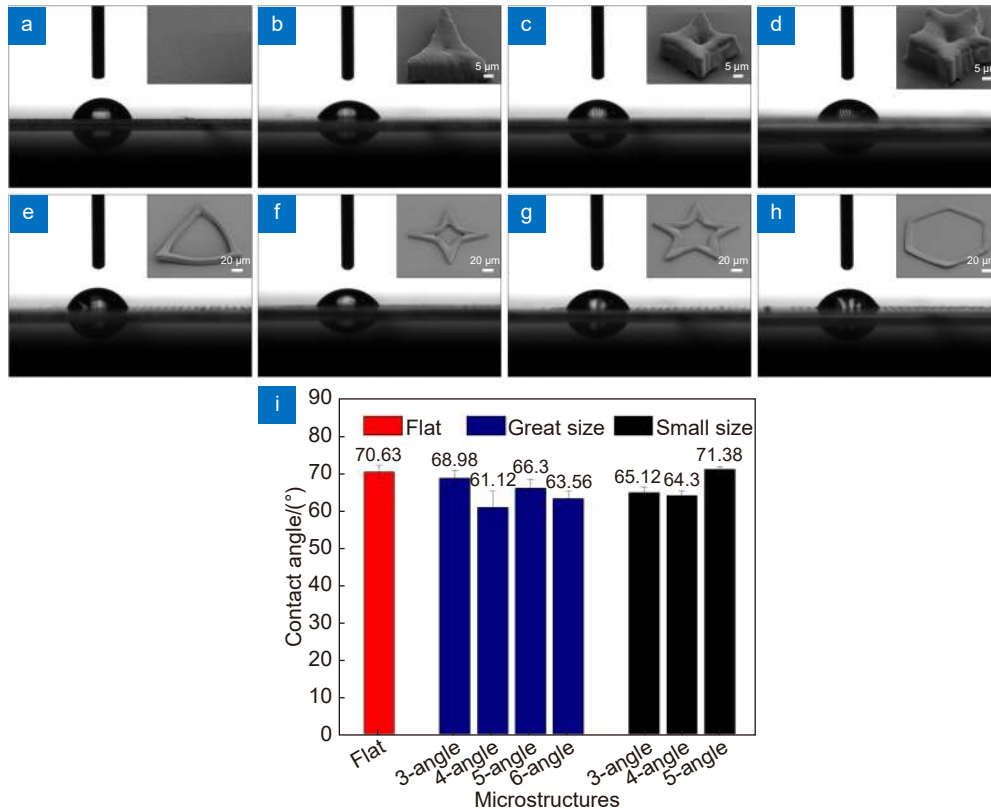 a
b
c
d
5 μm
5 μm
5 μm
e
f
g
h
20 μm
20 μm
20 μm
20 μm
i
90
80
70
60
50
40
30
20
10
0
Contact angle/(°)
Flat
Great size
Small size
70.63
68.98
61.12
66.3
63.56
65.12
64.3
71.38
Flat
3-angle
4-angle
5-angle
6-angle
3-angle
4-angle
5-angle
Microstructures